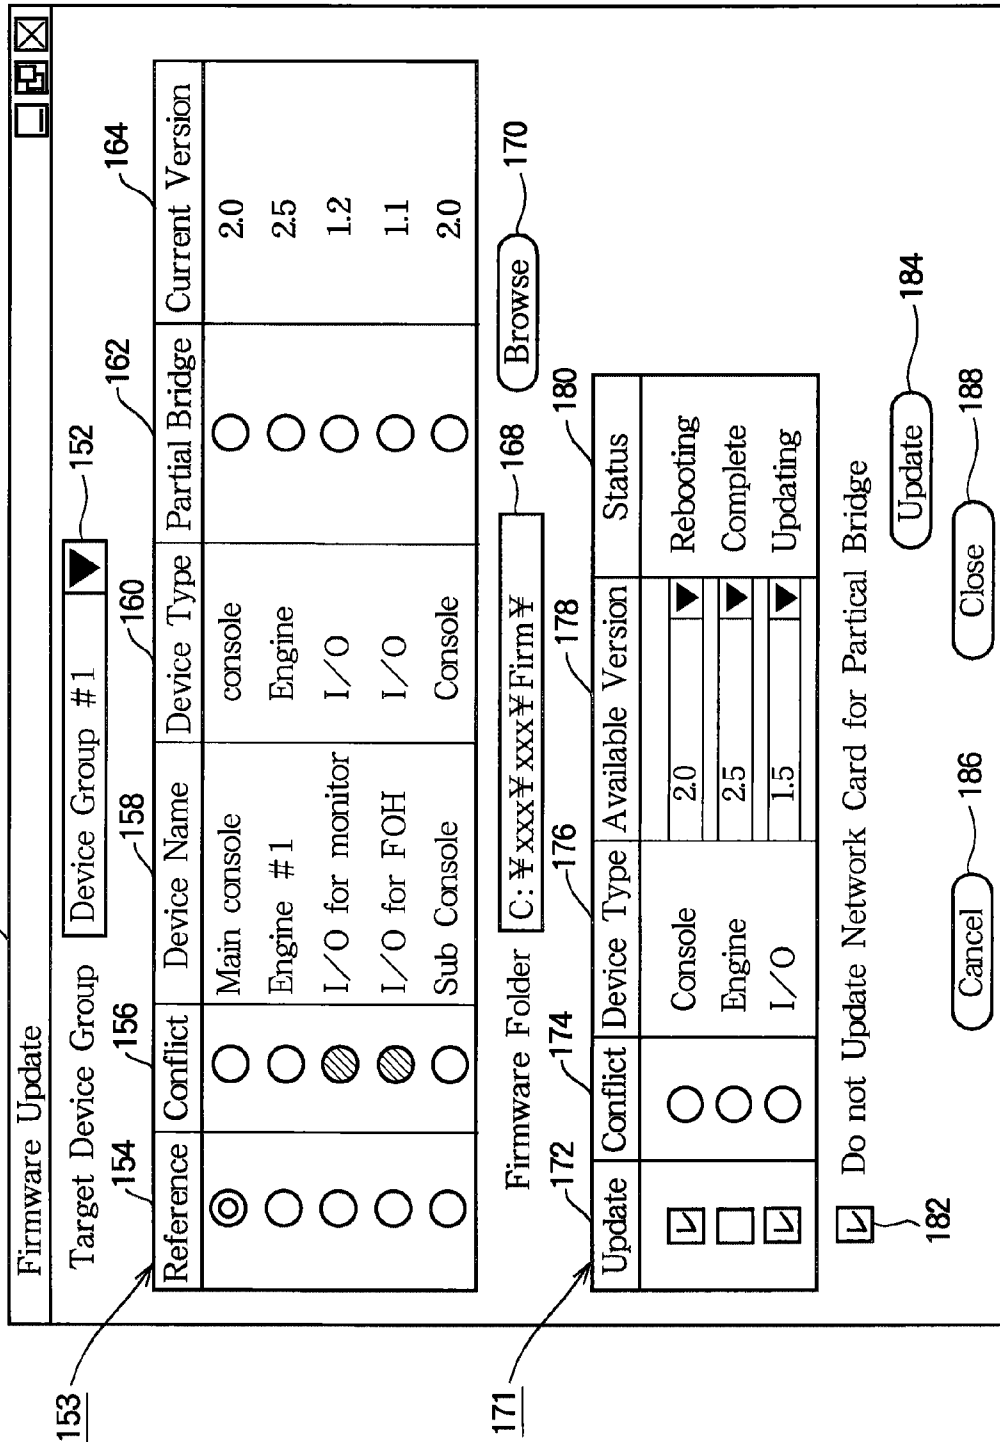 Firmware Update
Target Device Group Device Group #1 152
153 154 156 158 160 162 164
Reference Conflict Device Name Device Type Partial Bridge Current Version
Main console console 2.0
Engine #1 Engine 2.5
I/O for monitor I/O 1.2
I/O for FOH I/O 1.1
Sub Console Console 2.0
Firmware Folder C:¥xxx¥xxx¥Firm¥ 168 Browse 170
171 172 174 176 178 180
Update Conflict Device Type Available Version Status
Console 2.0 Rebooting
Engine 2.5 Complete
I/O 1.5 Updating
182 Do not Update Network Card for Partical Bridge
Update 184
Cancel 186 Close 188